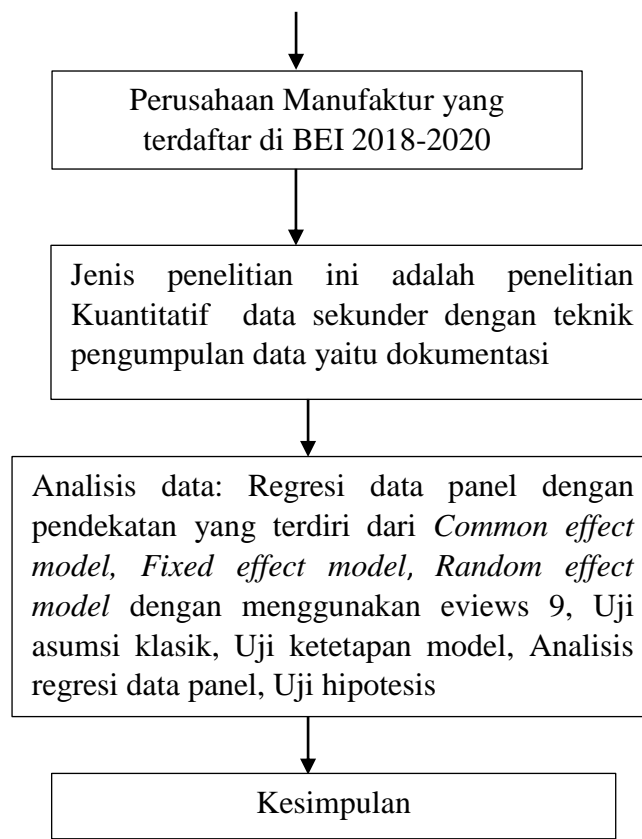 Perusahaan Manufaktur yang
terdaftar di BEI 2018-2020
Jenis penelitian ini adalah penelitian
Kuantitatif data sekunder dengan teknik
pengumpulan data yaitu dokumentasi
Analisis data: Regresi data panel dengan
pendekatan yang terdiri dari Common effect
model, Fixed effect model, Random effect
model dengan menggunakan eviews 9, Uji
asumsi klasik, Uji ketetapan model, Analisis
regresi data panel, Uji hipotesis
Kesimpulan